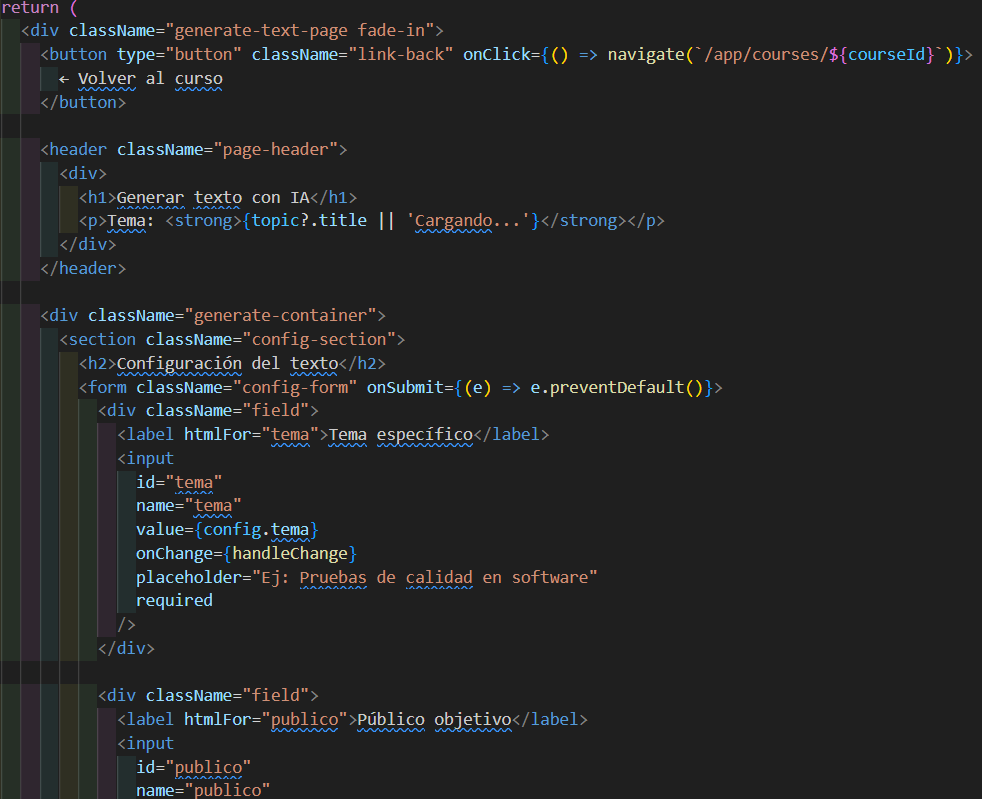 return (
<div className="generate-text-page fade-in">
<button type="button" className="link-back" onClick={() => navigate(`/app/courses/${courseId}`)}>
← Volver al curso
</button>
<header className="page-header">
<div>
<h1>Generar texto con IA</h1>
<p>Tema: <strong>{topic?.title || 'Cargando...'}</strong></p>
</div>
</header>
<div className="generate-container">
<section className="config-section">
<h2>Configuración del texto</h2>
<form className="config-form" onSubmit={(e) => e.preventDefault()}>
<div className="field">
<label htmlFor="tema">Tema específico</label>
<input
id="tema"
name="tema"
value={config.tema}
onChange={handleChange}
placeholder="Ej: Pruebas de calidad en software"
required
/>
</div>
<div className="field">
<label htmlFor="publico">Público objetivo</label>
<input
id="publico"
name="publico"